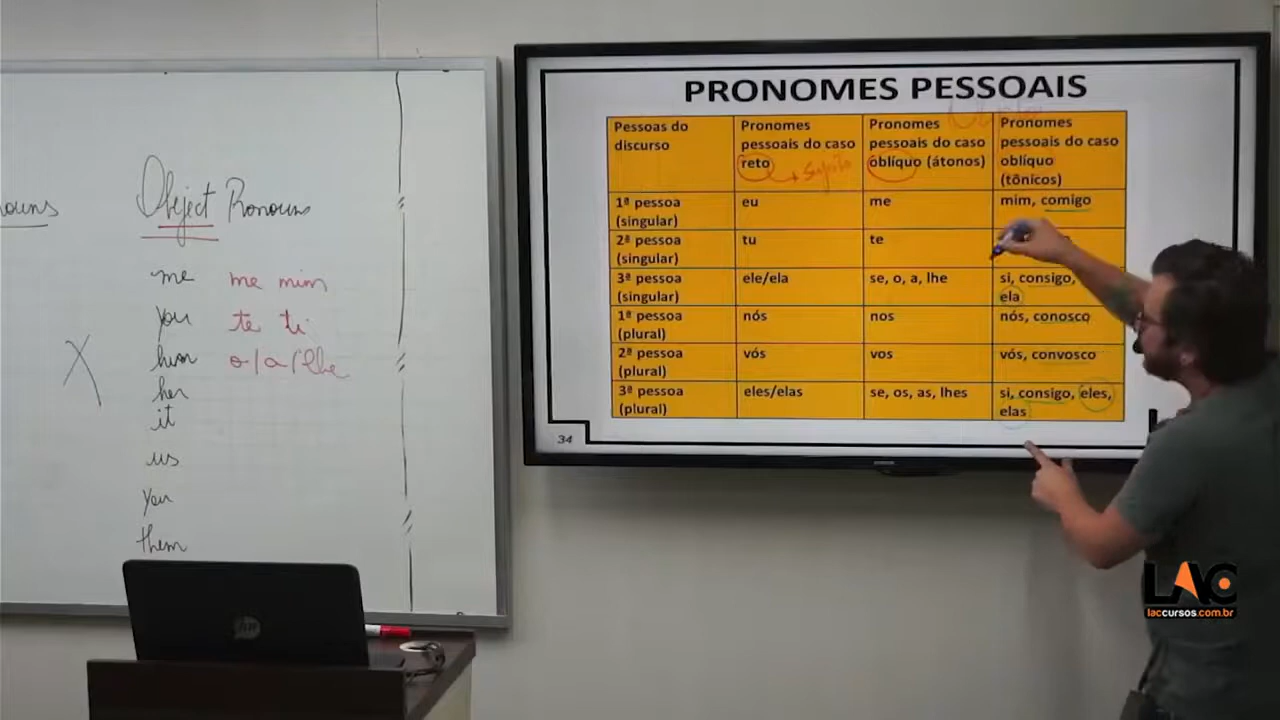 ouns
Object Pronouns
me me mim
you te ti
him o/a/lhe
her
it
us
you
them
X
PRONOMES PESSOAIS
Pessoas do discurso
Pronomes pessoais do caso reto
Sujeito
Pronomes pessoais do caso oblíquo (átonos)
Pronomes pessoais do caso oblíquo (tônicos)
1ª pessoa (singular) eu me mim, comigo
2ª pessoa (singular) tu te
3ª pessoa (singular) ele/ela se, o, a, lhe si, consigo, ela
1ª pessoa (plural) nós nos nós, conosco
2ª pessoa (plural) vós vos vós, convosco
3ª pessoa (plural) eles/elas se, os, as, lhes si, consigo, eles, elas
34
hp
LAC
laccursos.com.br